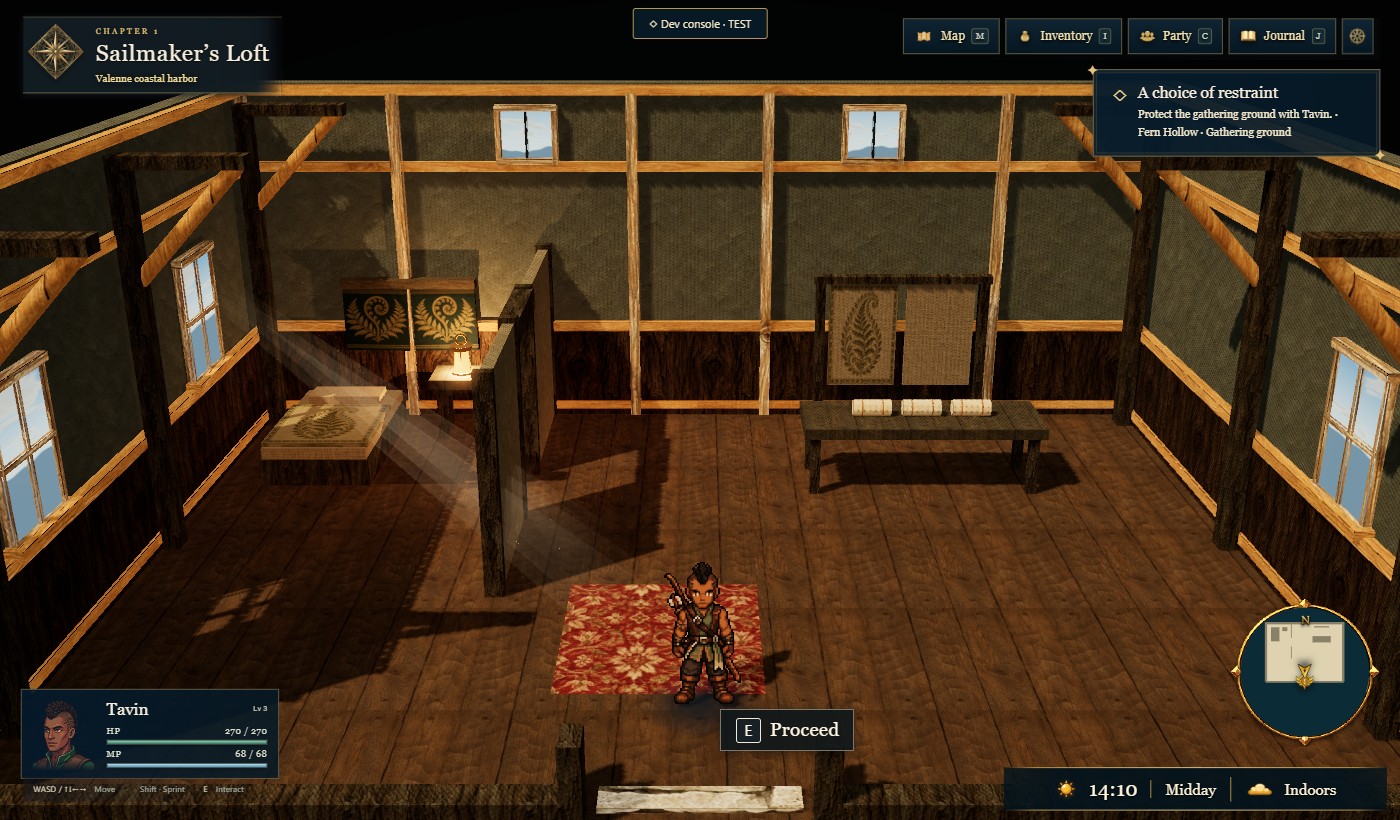 CHAPTER 1
Sailmaker's Loft
Valenne coastal harbor
◇ Dev console · TEST
Map M
Inventory I
Party C
Journal J
A choice of restraint
Protect the gathering ground with Tavin. ·
Fern Hollow · Gathering ground
N
E Proceed
Tavin
Lv 3
HP 270 / 270
MP 68 / 68
WASD / ↑↓←→ Move Shift · Sprint E Interact
14:10 Midday Indoors